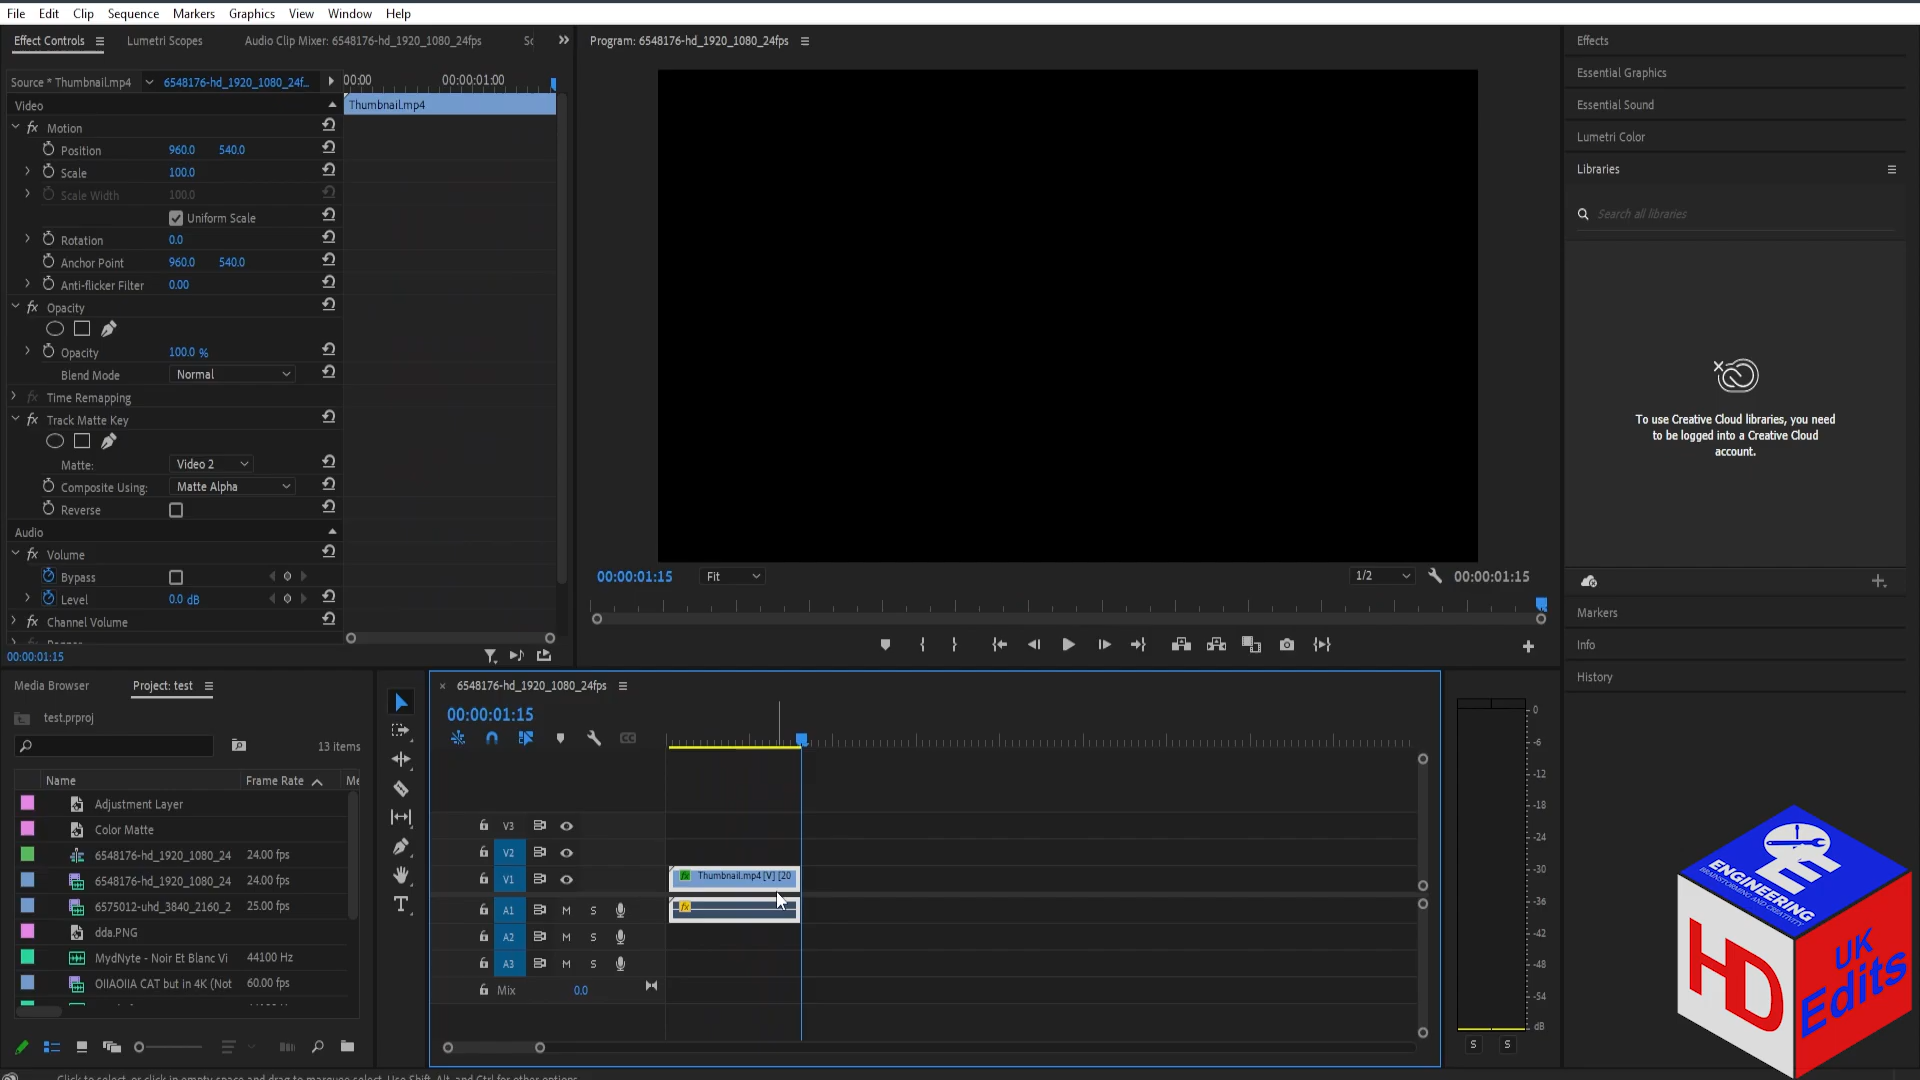 File Edit Clip Sequence Markers Graphics View Window Help
Effect Controls Lumetri Scopes Audio Clip Mixer: 6548176-hd_1920_1080_24fps
Source * Thumbnail.mp4 6548176-hd_1920_1080_24f...
00:00 00:00:01:00
Video
Thumbnail.mp4
fx Motion
Position 960.0 540.0
Scale 100.0
Scale Width 100.0
Uniform Scale
Rotation 0.0
Anchor Point 960.0 540.0
Anti-flicker Filter 0.00
fx Opacity
Opacity 100.0 %
Blend Mode Normal
fx Time Remapping
fx Track Matte Key
Matte: Video 2
Composite Using: Matte Alpha
Reverse
Audio
fx Volume
Bypass
Level 0.0 dB
Channel Volume
00:00:01:15
Program: 6548176-hd_1920_1080_24fps
00:00:01:15 Fit 1/2 00:00:01:15
Effects
Essential Graphics
Essential Sound
Lumetri Color
Libraries
Search all libraries
To use Creative Cloud libraries, you need
to be logged into a Creative Cloud
account.
Markers
Info
History
Media Browser Project: test
test.prproj
13 items
Name Frame Rate
Adjustment Layer
Color Matte
6548176-hd_1920_1080_24 24.00 fps
6548176-hd_1920_1080_24 24.00 fps
6575012-uhd_3840_2160_2 25.00 fps
dda.PNG
MydNyte - Noir Et Blanc Vi 44100 Hz
OIIAOIIA CAT but in 4K (Not 60.00 fps
× 6548176-hd_1920_1080_24fps
00:00:01:15
V3
V2
V1
Thumbnail.mp4 [V] [20
A1 M S
fx
A2 M S
A3 M S
Mix 0.0
0
-6
-12
-18
-24
-30
-36
-42
-48
-54
dB
S S
ENGINEERING
BRAINSTORMING AND CREATIVITY
HD
UK
Edits
Click to select, or click in empty space and drag to marquee select. Use Shift, Alt, and Ctrl for other options.